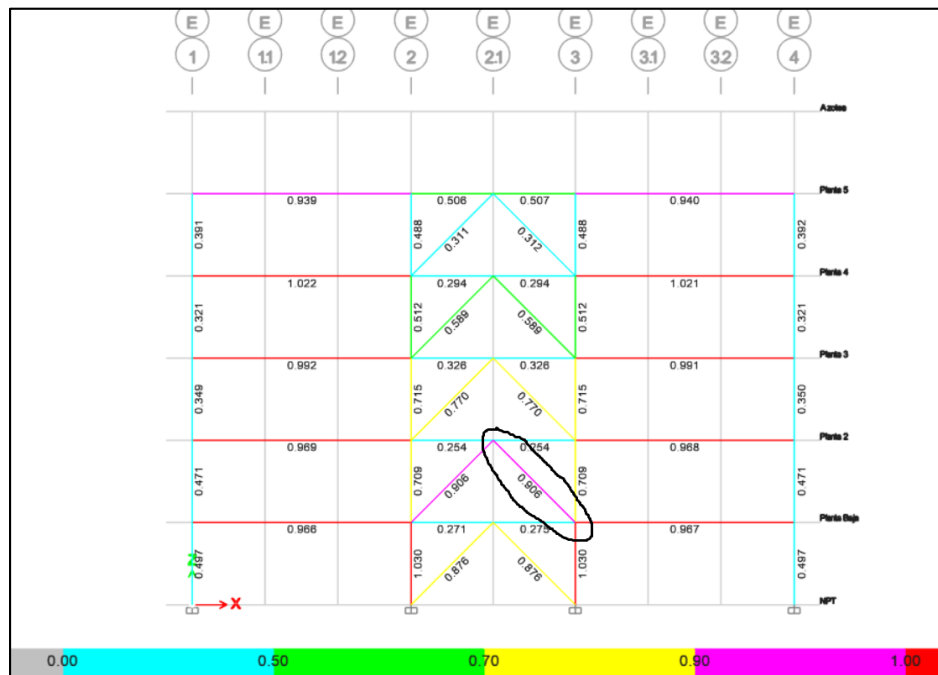 E E E E E E E E E
1 1.1 1.2 2 2.1 3 3.1 3.2 4
Azotea
Planta 5
0.939 0.506 0.507 0.940
0.391 0.488 0.311 0.312 0.488 0.392
Planta 4
1.022 0.294 0.294 1.021
0.321 0.512 0.589 0.589 0.512 0.321
Planta 3
0.992 0.326 0.326 0.991
0.349 0.715 0.770 0.770 0.715 0.350
Planta 2
0.969 0.254 0.254 0.968
0.471 0.709 0.906 0.906 0.709 0.471
Planta Baja
0.966 0.271 0.275 0.967
0.497 1.030 0.876 0.876 1.030 0.497
Z
X
NPT
0.00 0.50 0.70 0.90 1.00